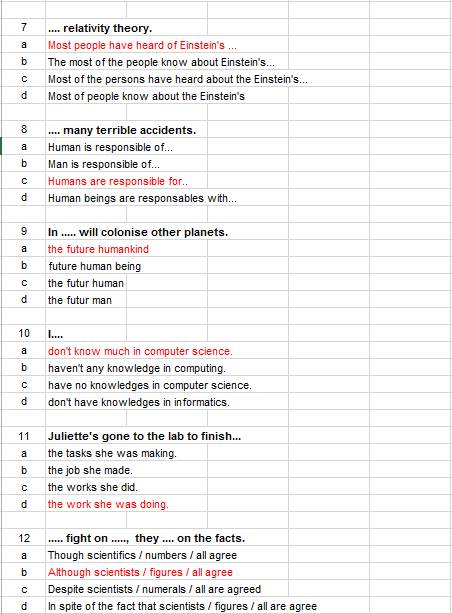 7 .... relativity theory.
a Most people have heard of Einstein's ...
b The most of the people know about Einstein's...
c Most of the persons have heard about the Einstein's...
d Most of people know about the Einstein's
8 .... many terrible accidents.
a Human is responsible of...
b Man is responsible of...
c Humans are responsible for..
d Human beings are responsables with...
9 In ..... will colonise other planets.
a the future humankind
b future human being
c the futur human
d the futur man
10 I....
a don't know much in computer science.
b haven't any knowledge in computing.
c have no knowledges in computer science.
d don't have knowledges in informatics.
11 Juliette's gone to the lab to finish...
a the tasks she was making.
b the job she made.
c the works she did.
d the work she was doing.
12 ..... fight on ....., they .... on the facts.
a Though scientifics / numbers / all agree
b Although scientists / figures / all agree
c Despite scientists / numerals / all are agreed
d In spite of the fact that scientists / figures / all are agree